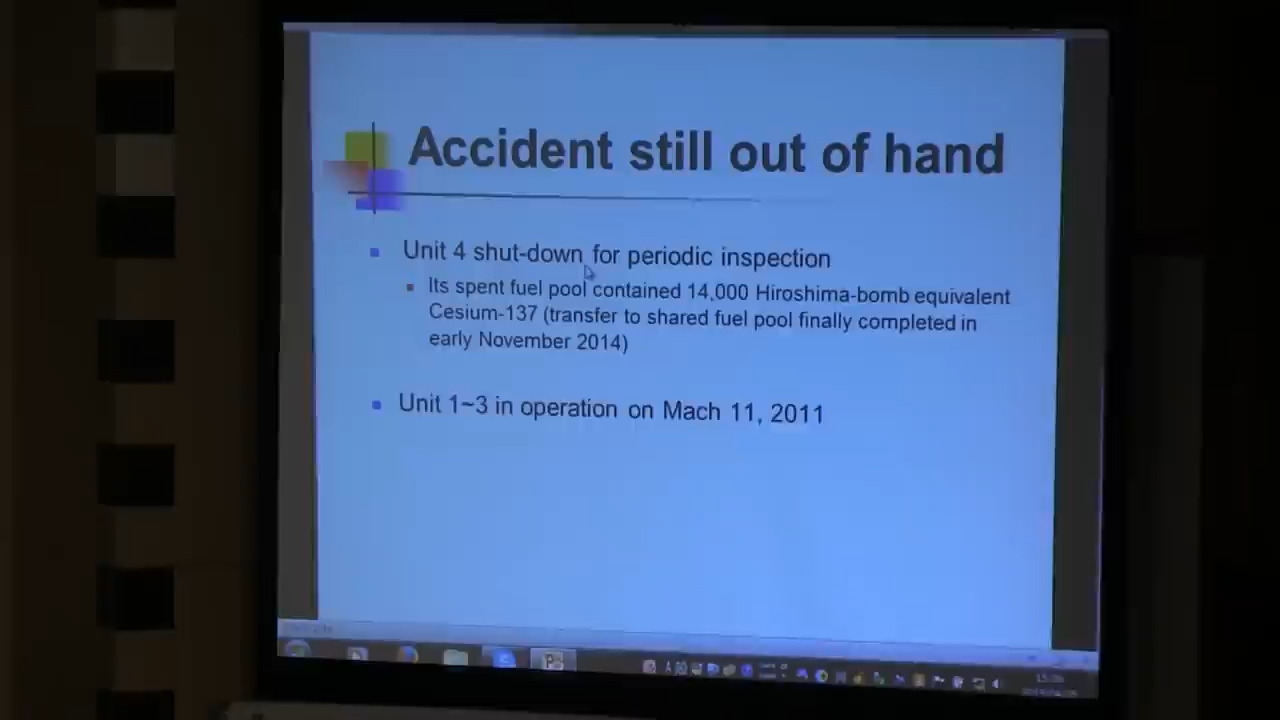 Accident still out of hand
Unit 4 shut-down for periodic inspection
Its spent fuel pool contained 14,000 Hiroshima-bomb equivalent
Cesium-137 (transfer to shared fuel pool finally completed in
early November 2014)
Unit 1~3 in operation on Mach 11, 2011